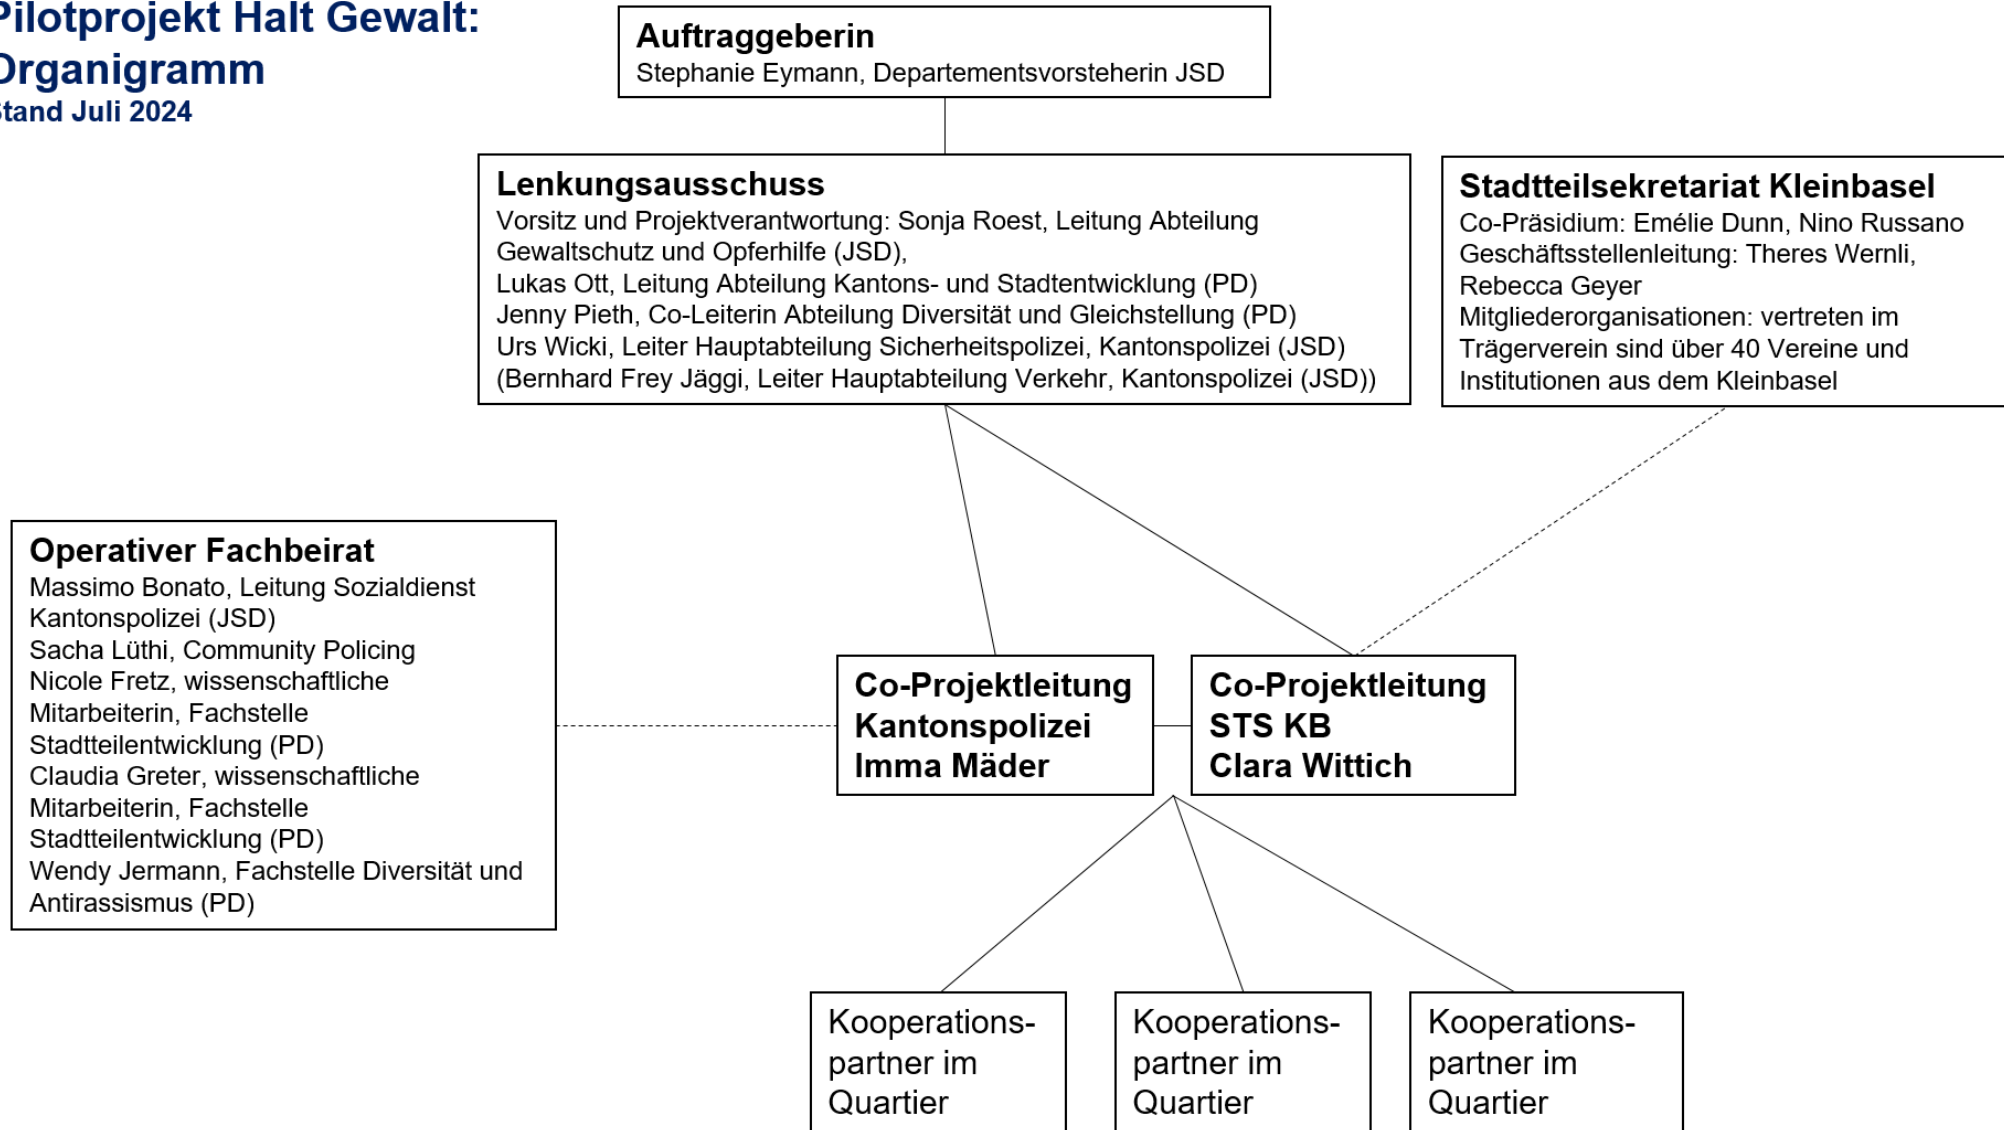 Pilotprojekt Halt Gewalt:
Organigramm
Stand Juli 2024
Auftraggeberin
Stephanie Eymann, Departementsvorsteherin JSD
Lenkungsausschuss
Vorsitz und Projektverantwortung: Sonja Roest, Leitung Abteilung
Gewaltschutz und Opferhilfe (JSD),
Lukas Ott, Leitung Abteilung Kantons- und Stadtentwicklung (PD)
Jenny Pieth, Co-Leiterin Abteilung Diversität und Gleichstellung (PD)
Urs Wicki, Leiter Hauptabteilung Sicherheitspolizei, Kantonspolizei (JSD)
(Bernhard Frey Jäggi, Leiter Hauptabteilung Verkehr, Kantonspolizei (JSD))
Stadtteilsekretariat Kleinbasel
Co-Präsidium: Emélie Dunn, Nino Russano
Geschäftsstellenleitung: Theres Wernli,
Rebecca Geyer
Mitgliederorganisationen: vertreten im
Trägerverein sind über 40 Vereine und
Institutionen aus dem Kleinbasel
Operativer Fachbeirat
Massimo Bonato, Leitung Sozialdienst
Kantonspolizei (JSD)
Sacha Lüthi, Community Policing
Nicole Fretz, wissenschaftliche
Mitarbeiterin, Fachstelle
Stadtteilentwicklung (PD)
Claudia Greter, wissenschaftliche
Mitarbeiterin, Fachstelle
Stadtteilentwicklung (PD)
Wendy Jermann, Fachstelle Diversität und
Antirassismus (PD)
Co-Projektleitung
Kantonspolizei
Imma Mäder
Co-Projektleitung
STS KB
Clara Wittich
Kooperations-
partner im
Quartier
Kooperations-
partner im
Quartier
Kooperations-
partner im
Quartier